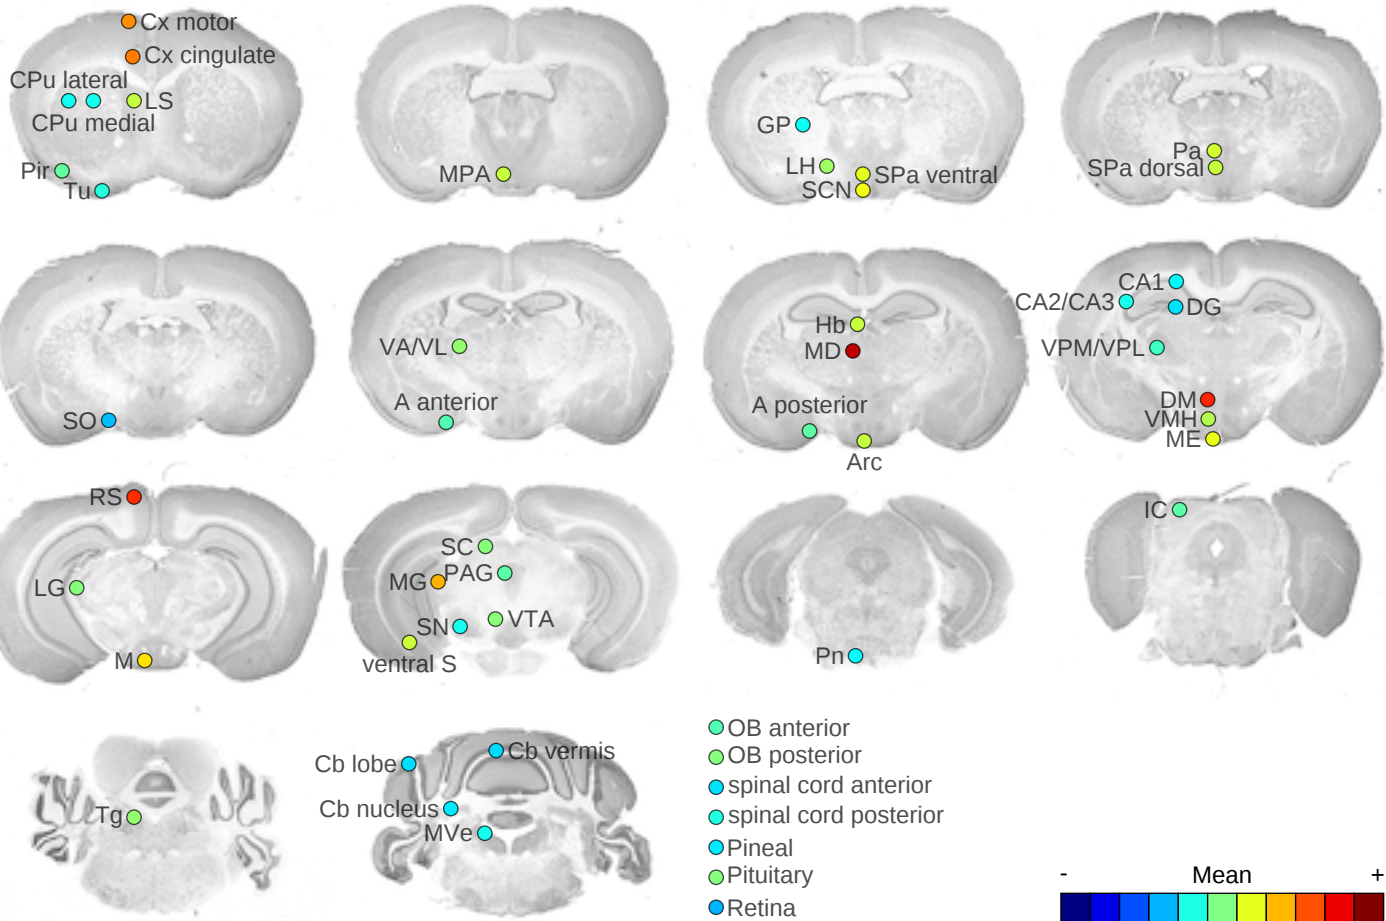 Cx motor
Cx cingulate
CPu lateral
LS
CPu medial
Pir
Tu
MPA
GP
LH
SPa ventral
SCN
Pa
SPa dorsal
SO
VA/VL
A anterior
Hb
MD
A posterior
Arc
CA1
CA2/CA3
DG
VPM/VPL
DM
VMH
ME
RS
LG
M
SC
MG
PAG
SN
VTA
ventral S
Pn
IC
Tg
Cb lobe
Cb vermis
Cb nucleus
MVe
OB anterior
OB posterior
spinal cord anterior
spinal cord posterior
Pineal
Pituitary
Retina
- Mean +